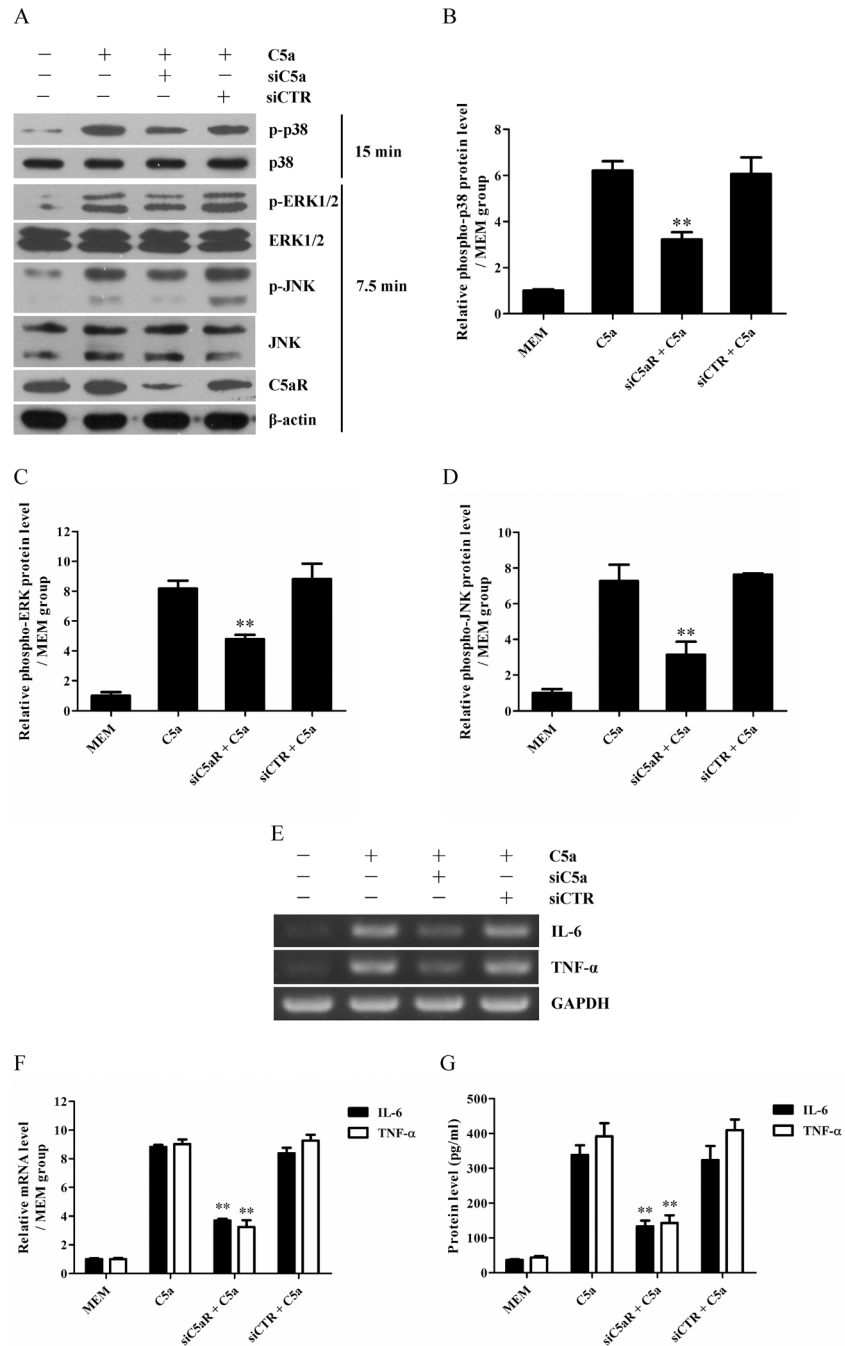 A
− + + + C5a
− − + − siC5a
− − − + siCTR
p-p38
p38
15 min
p-ERK1/2
ERK1/2
p-JNK
JNK
C5aR
β-actin
7.5 min
B
Relative phospho-p38 protein level
/ MEM group
8
6
4
2
0
**
MEM
C5a
siC5aR + C5a
siCTR + C5a
C
Relative phospho-ERK protein level
/ MEM group
12
10
8
6
4
2
0
**
MEM
C5a
siC5aR + C5a
siCTR + C5a
D
Relative phospho-JNK protein level
/ MEM group
10
8
6
4
2
0
**
MEM
C5a
siC5aR + C5a
siCTR + C5a
E
− + + + C5a
− − + − siC5a
− − − + siCTR
IL-6
TNF-α
GAPDH
F
Relative mRNA level
/ MEM group
12
10
8
6
4
2
0
** **
MEM
C5a
siC5aR + C5a
siCTR + C5a
IL-6
TNF-α
G
Protein level (pg/ml)
500
400
300
200
100
0
** **
MEM
C5a
siC5aR + C5a
siCTR + C5a
IL-6
TNF-α